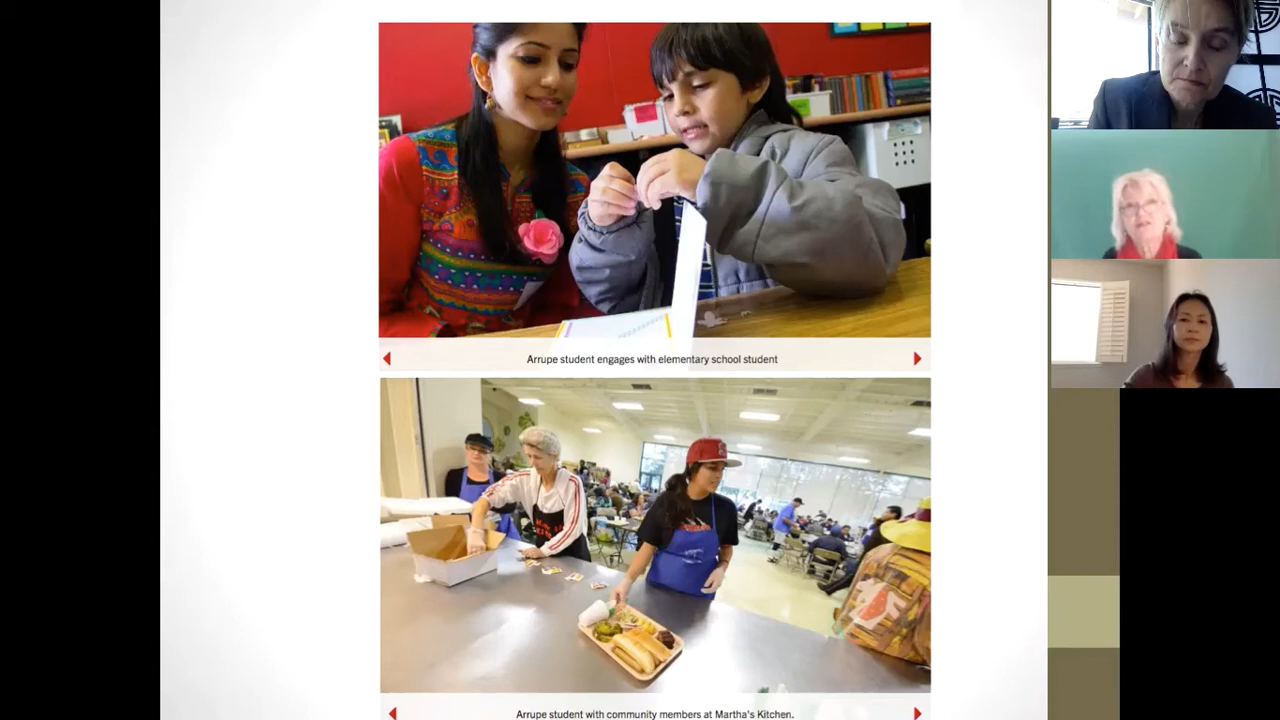 Arrupe student engages with elementary school student
Arrupe student with community members at Martha's Kitchen.